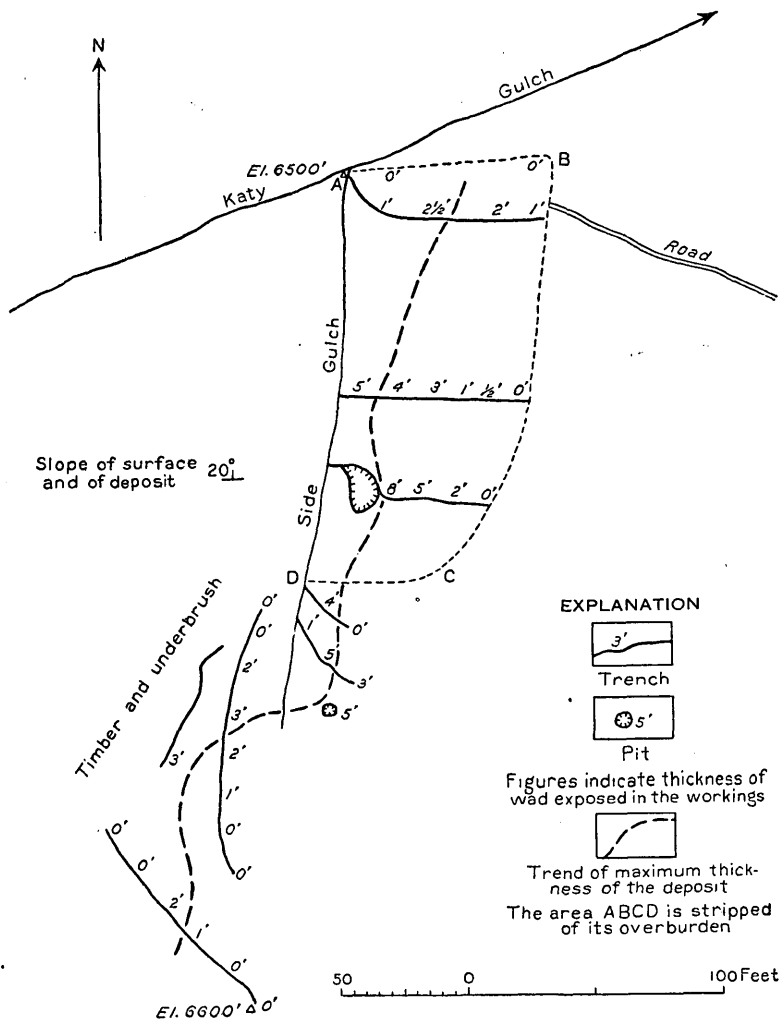 N
Gulch
El. 6500'
A
0'
0'
B
Katy
1' 2½' 2' 1'
Road
Gulch
5' 4' 3' 1' ½' 0'
Slope of surface
and of deposit
20°
Side
8' 5' 2' 0'
D
C
Timber and underbrush
0'
0'
2'
3'
2'
1'
0'
0'
4'
0'
1'
5
3'
5'
3'
0'
0'
2'
1'
0'
El. 6600'
0'
EXPLANATION
3'
Trench
5'
Pit
Figures indicate thickness of
wad exposed in the workings
Trend of maximum thick-
ness of the deposit
The area ABCD is stripped
of its overburden
50 0 100 Feet